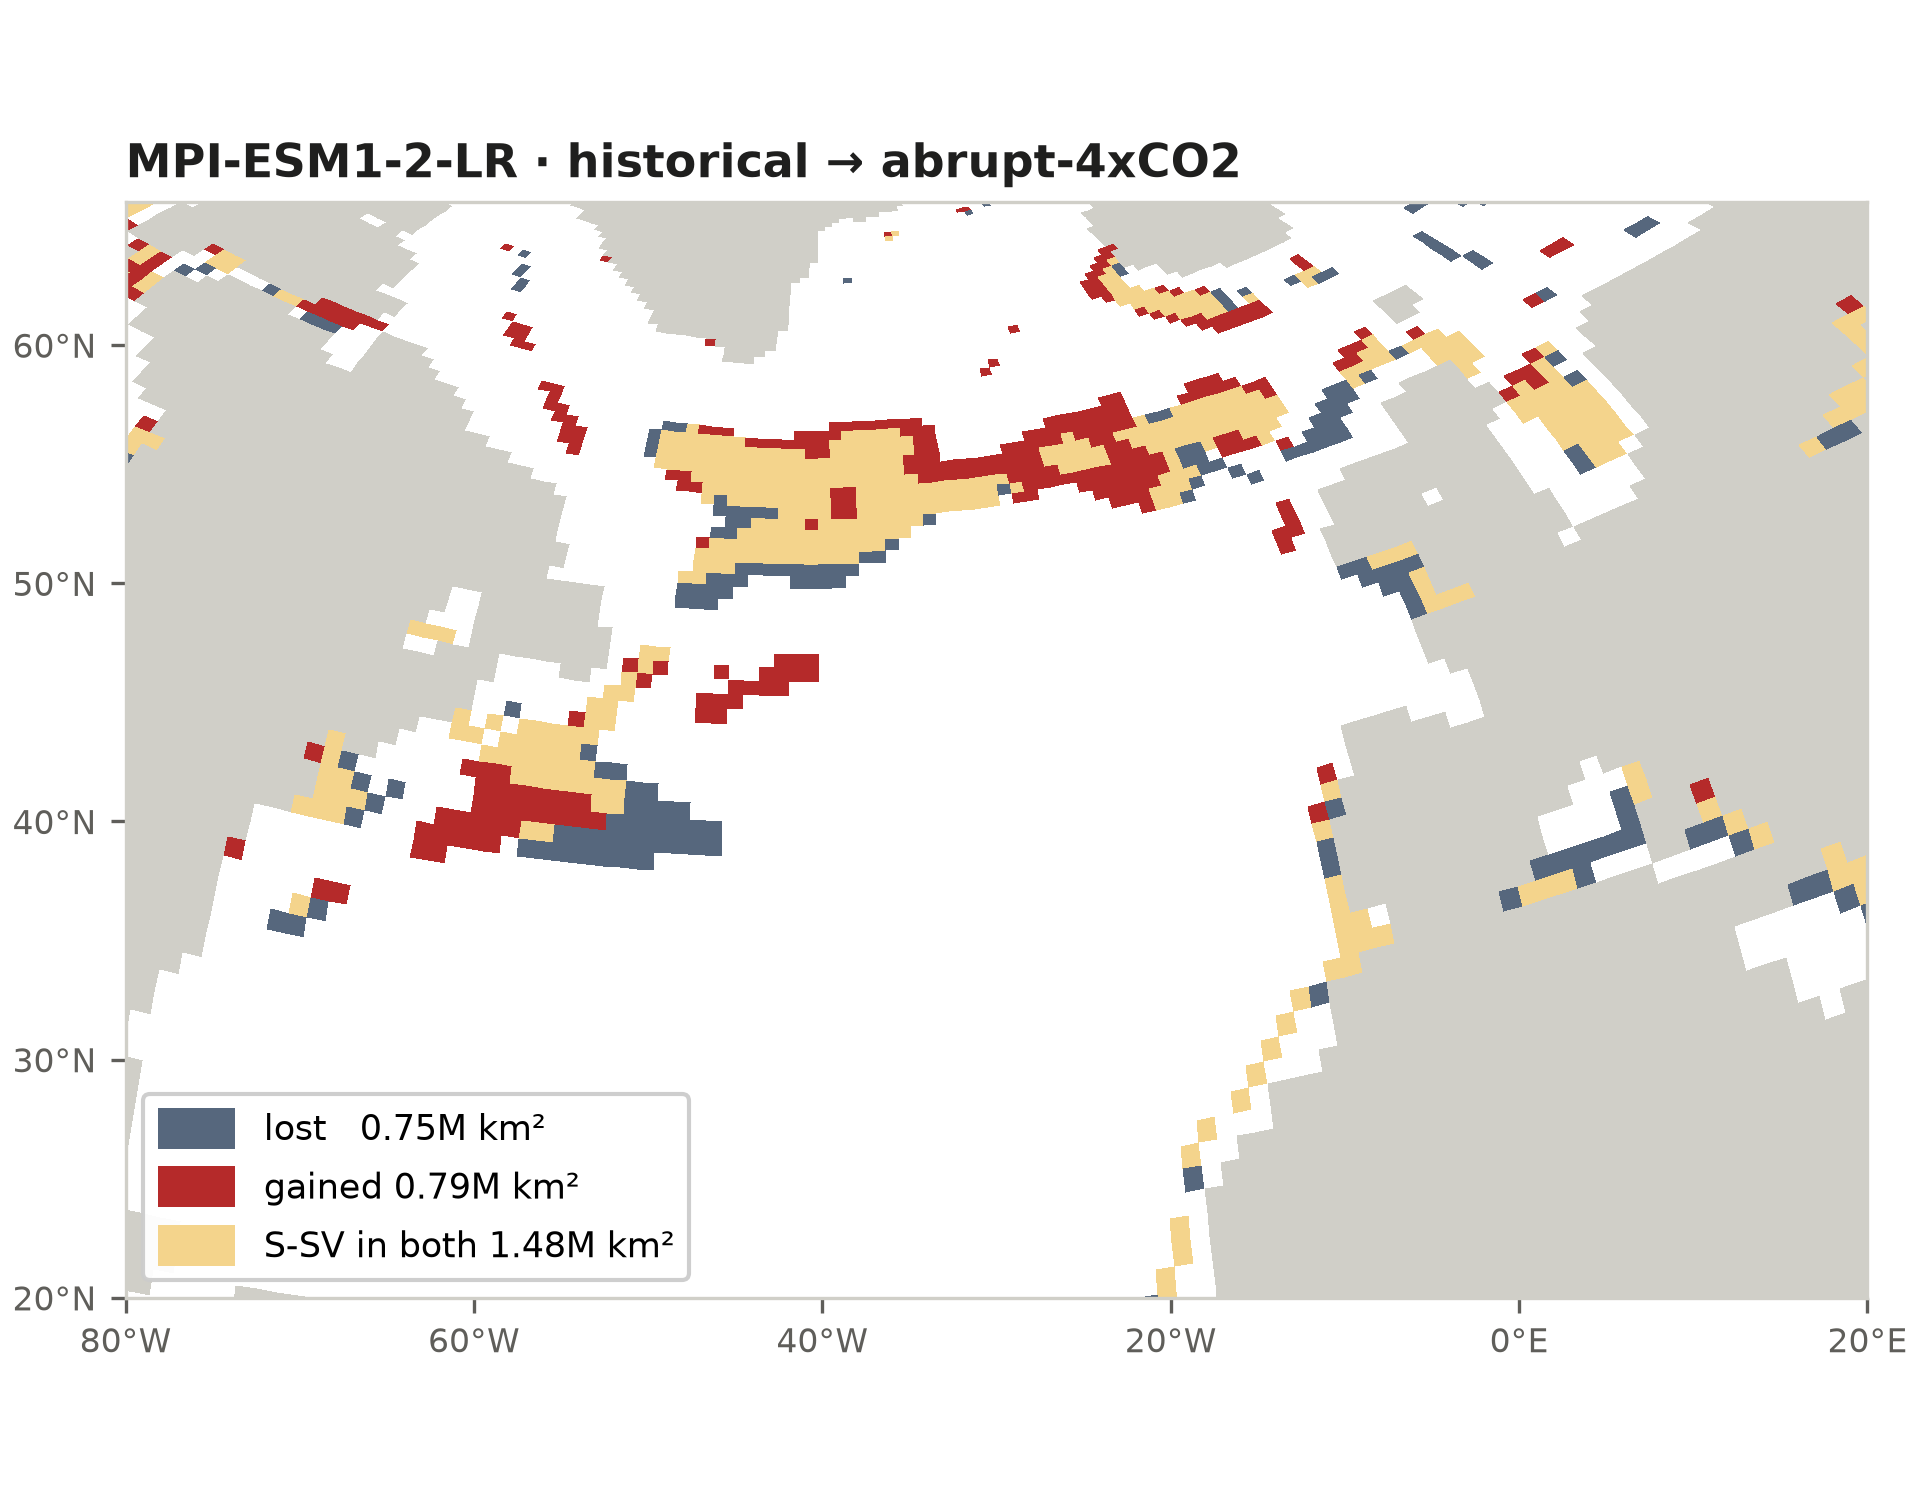 MPI-ESM1-2-LR · historical → abrupt-4xCO2
60°N
50°N
40°N
30°N
20°N
lost 0.75M km²
gained 0.79M km²
S-SV in both 1.48M km²
80°W 60°W 40°W 20°W 0°E 20°E